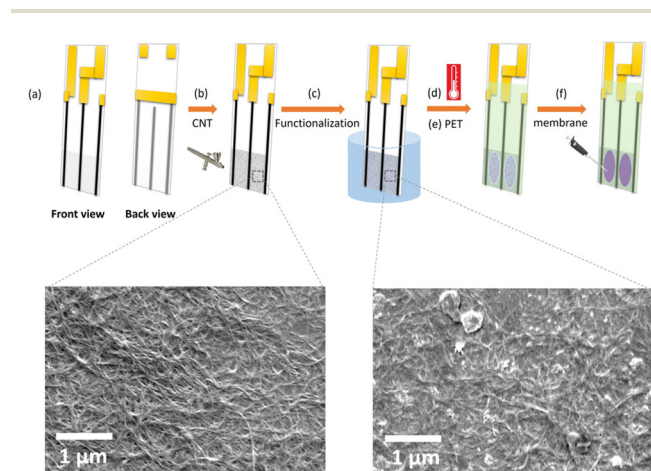 (a)
(b)
CNT
(c)
Functionalization
(d)
(e) PET
(f)
membrane
Front view
Back view
1 μm
1 μm